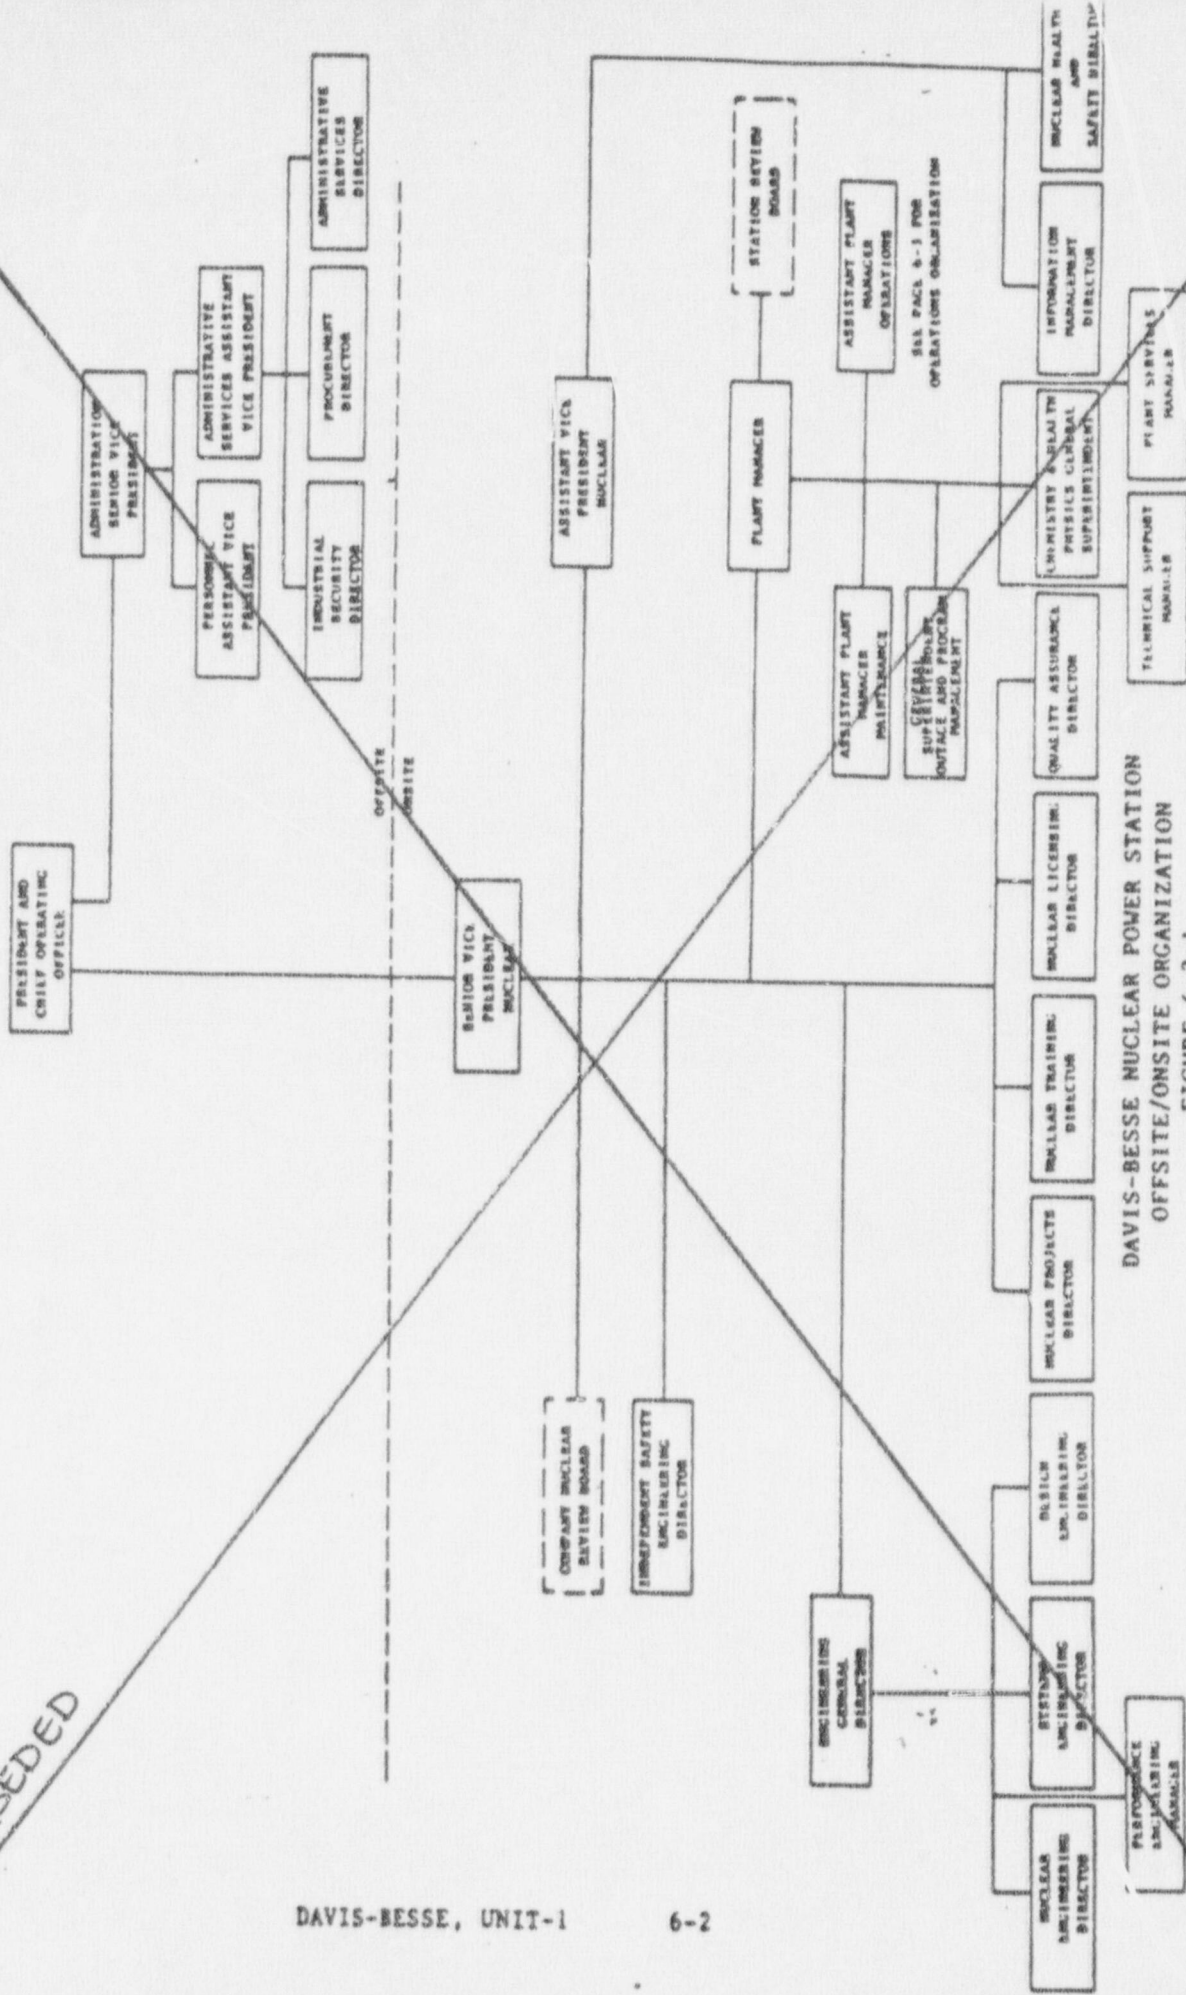 PRESIDENT AND
CHIEF OPERATING
OFFICER
ADMINISTRATION
SENIOR VICE
PRESIDENT
PERSONNEL
ASSISTANT VICE
PRESIDENT
ADMINISTRATIVE
SERVICES ASSISTANT
VICE PRESIDENT
INDUSTRIAL
SECURITY
DIRECTOR
PROCUREMENT
DIRECTOR
ADMINISTRATIVE
SERVICES
DIRECTOR
OFFSITE
ONSITE
SENIOR VICE
PRESIDENT
NUCLEAR
COMPANY NUCLEAR
REVIEW BOARD
ASSISTANT VICE
PRESIDENT
NUCLEAR
INDEPENDENT SAFETY
ENGINEERING
DIRECTOR
PLANT MANAGER
STATION REVIEW
BOARD
ENGINEERING
GENERAL
DIRECTOR
ASSISTANT PLANT
MANAGER
MAINTENANCE
ASSISTANT PLANT
MANAGER
OPERATIONS
SEE PAGE 6-3 FOR
OPERATIONS ORGANIZATION
GENERAL
SUPERINTENDENT
OUTAGE AND PROGRAM
MANAGEMENT
NUCLEAR
ENGINEERING
DIRECTOR
SYSTEMS
ENGINEERING
DIRECTOR
DESIGN
ENGINEERING
DIRECTOR
NUCLEAR PROJECTS
DIRECTOR
NUCLEAR TRAINING
DIRECTOR
NUCLEAR LICENSING
DIRECTOR
QUALITY ASSURANCE
DIRECTOR
CHEMISTRY & HEALTH
PHYSICS GENERAL
SUPERINTENDENT
INFORMATION
MANAGEMENT
DIRECTOR
NUCLEAR HEALTH
AND
SAFETY DIRECTOR
PERFORMANCE
ENGINEERING
MANAGER
TECHNICAL SUPPORT
MANAGER
PLANT SERVICES
MANAGER
DAVIS-BESSE NUCLEAR POWER STATION
OFFSITE/ONSITE ORGANIZATION
DAVIS-BESSE, UNIT-1 6-2